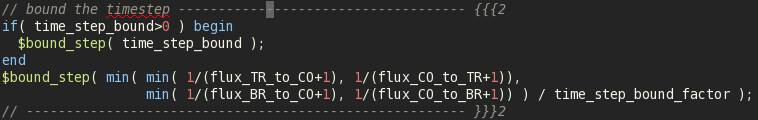 // bound the timestep ---------------------------------- {{{2
if( time_step_bound>0 ) begin
  $bound_step( time_step_bound );
end
$bound_step( min( min( 1/(flux_TR_to_CO+1), 1/(flux_CO_to_TR+1)),
                  min( 1/(flux_BR_to_CO+1), 1/(flux_CO_to_BR+1)) ) / time_step_bound_factor );
// ------------------------------------------------------- }}}2